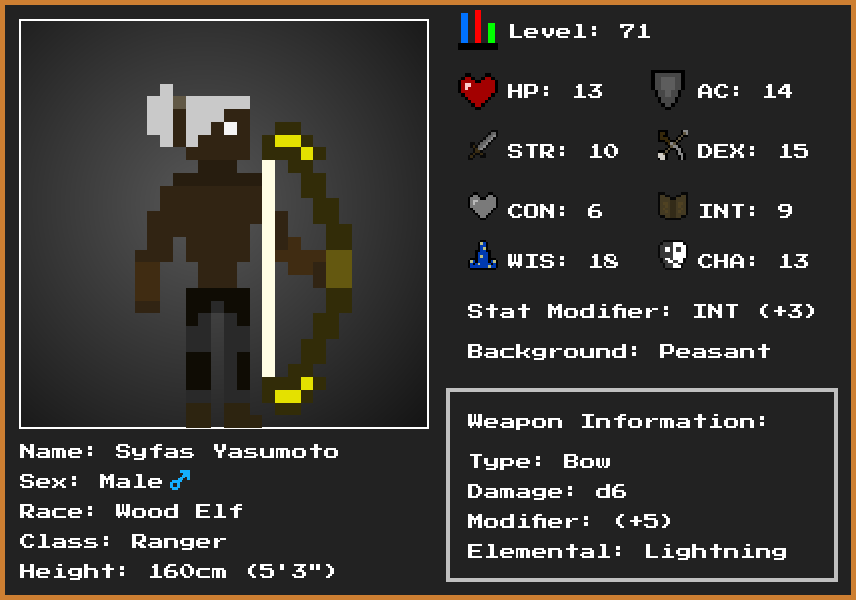 Level: 71
HP: 13
AC: 14
STR: 10
DEX: 15
CON: 6
INT: 9
WIS: 18
CHA: 13
Stat Modifier: INT (+3)
Background: Peasant
Weapon Information:
Type: Bow
Damage: d6
Modifier: (+5)
Elemental: Lightning
Name: Syfas Yasumoto
Sex: Male♂
Race: Wood Elf
Class: Ranger
Height: 160cm (5'3")